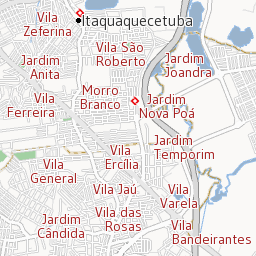 Vila
Zeferina
Itaquaquecetuba
Vila São
Roberto
Jardim
Anita
Jardim
Joandra
Morro
Branco
Vila
Ferreira
Jardim
Nova Poá
Jardim
Temporim
Vila
Ercília
Vila
General
Vila Jaú
Vila
Varela
Vila das
Rosas
Jardim
Cândida
Vila
Bandeirantes